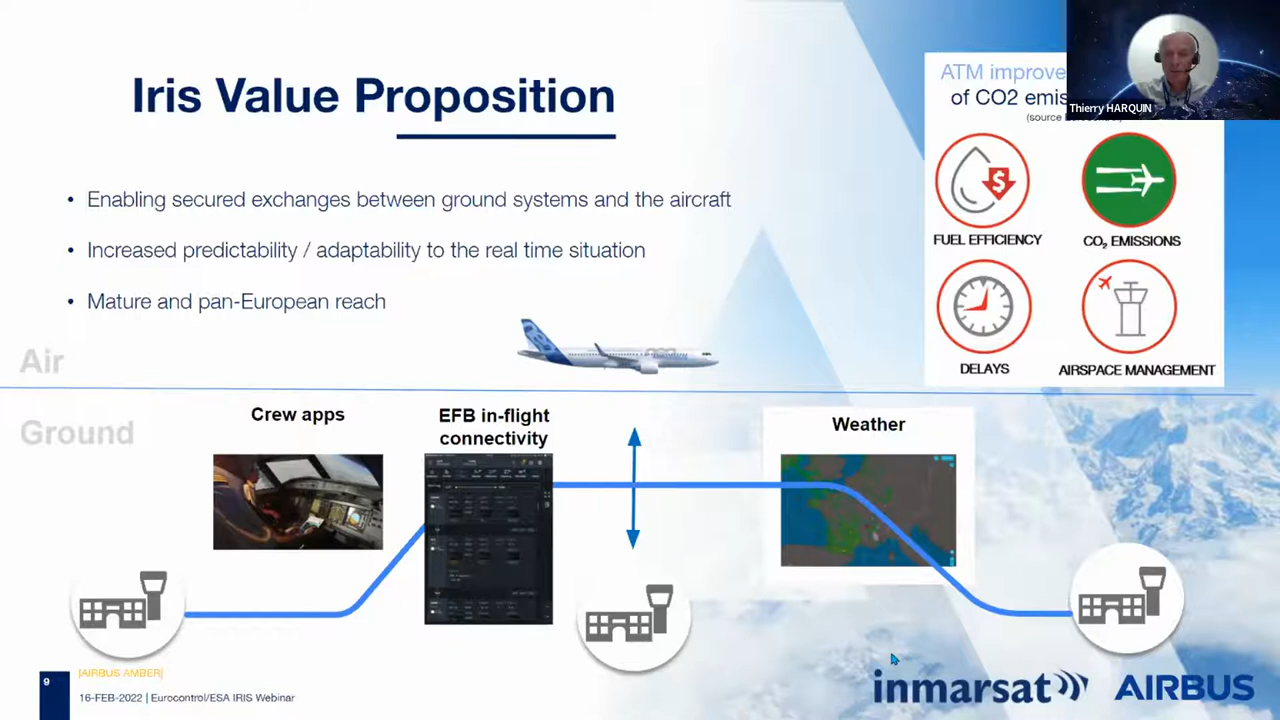 Iris Value Proposition
ATM improve
of CO2 emis
(source
Thierry HARQUIN
• Enabling secured exchanges between ground systems and the aircraft
• Increased predictability / adaptability to the real time situation
• Mature and pan-European reach
FUEL EFFICIENCY
CO₂ EMISSIONS
DELAYS
AIRSPACE MANAGEMENT
Air
Ground
Crew apps
EFB in-flight
connectivity
Weather
9
[AIRBUS AMBER]
16-FEB-2022 | Eurocontrol/ESA IRIS Webinar
inmarsat
AIRBUS